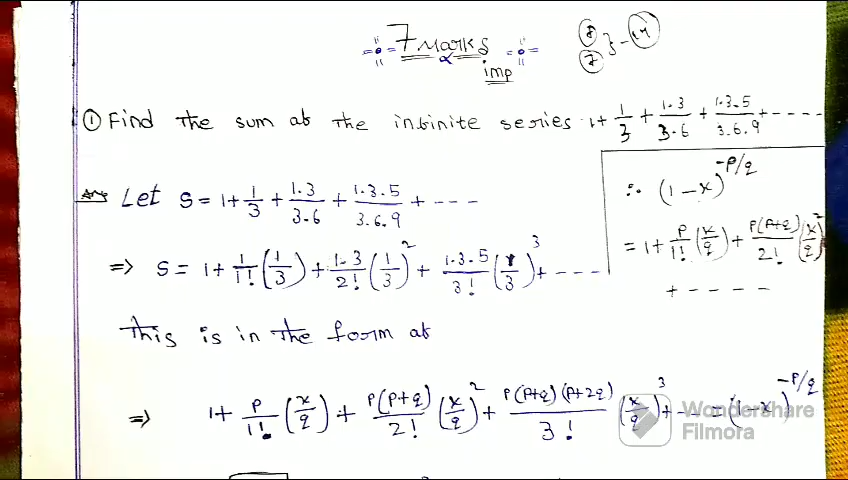 7 Marks
imp
8
7 } - 14
① Find the sum of the infinite series 1+ 1/3 + 1·3/3·6 + 1·3·5/3·6·9 + ----
Ans Let S = 1+ 1/3 + 1·3/3·6 + 1·3·5/3·6·9 + ---
∴ (1-x)^-P/q
= 1+ P/1! (x/q) + P(P+q)/2! (x/q)^2
+ -----
⇒ S = 1+ 1/1! (1/3) + 1·3/2! (1/3)^2 + 1·3·5/3! (1/3)^3 + ----
This is in the form of
⇒ 1+ P/1! (x/q) + P(P+q)/2! (x/q)^2 + P(P+q)(P+2q)/3! (x/q)^3 + --- = (1-x)^-P/q
Wondershare
Filmora